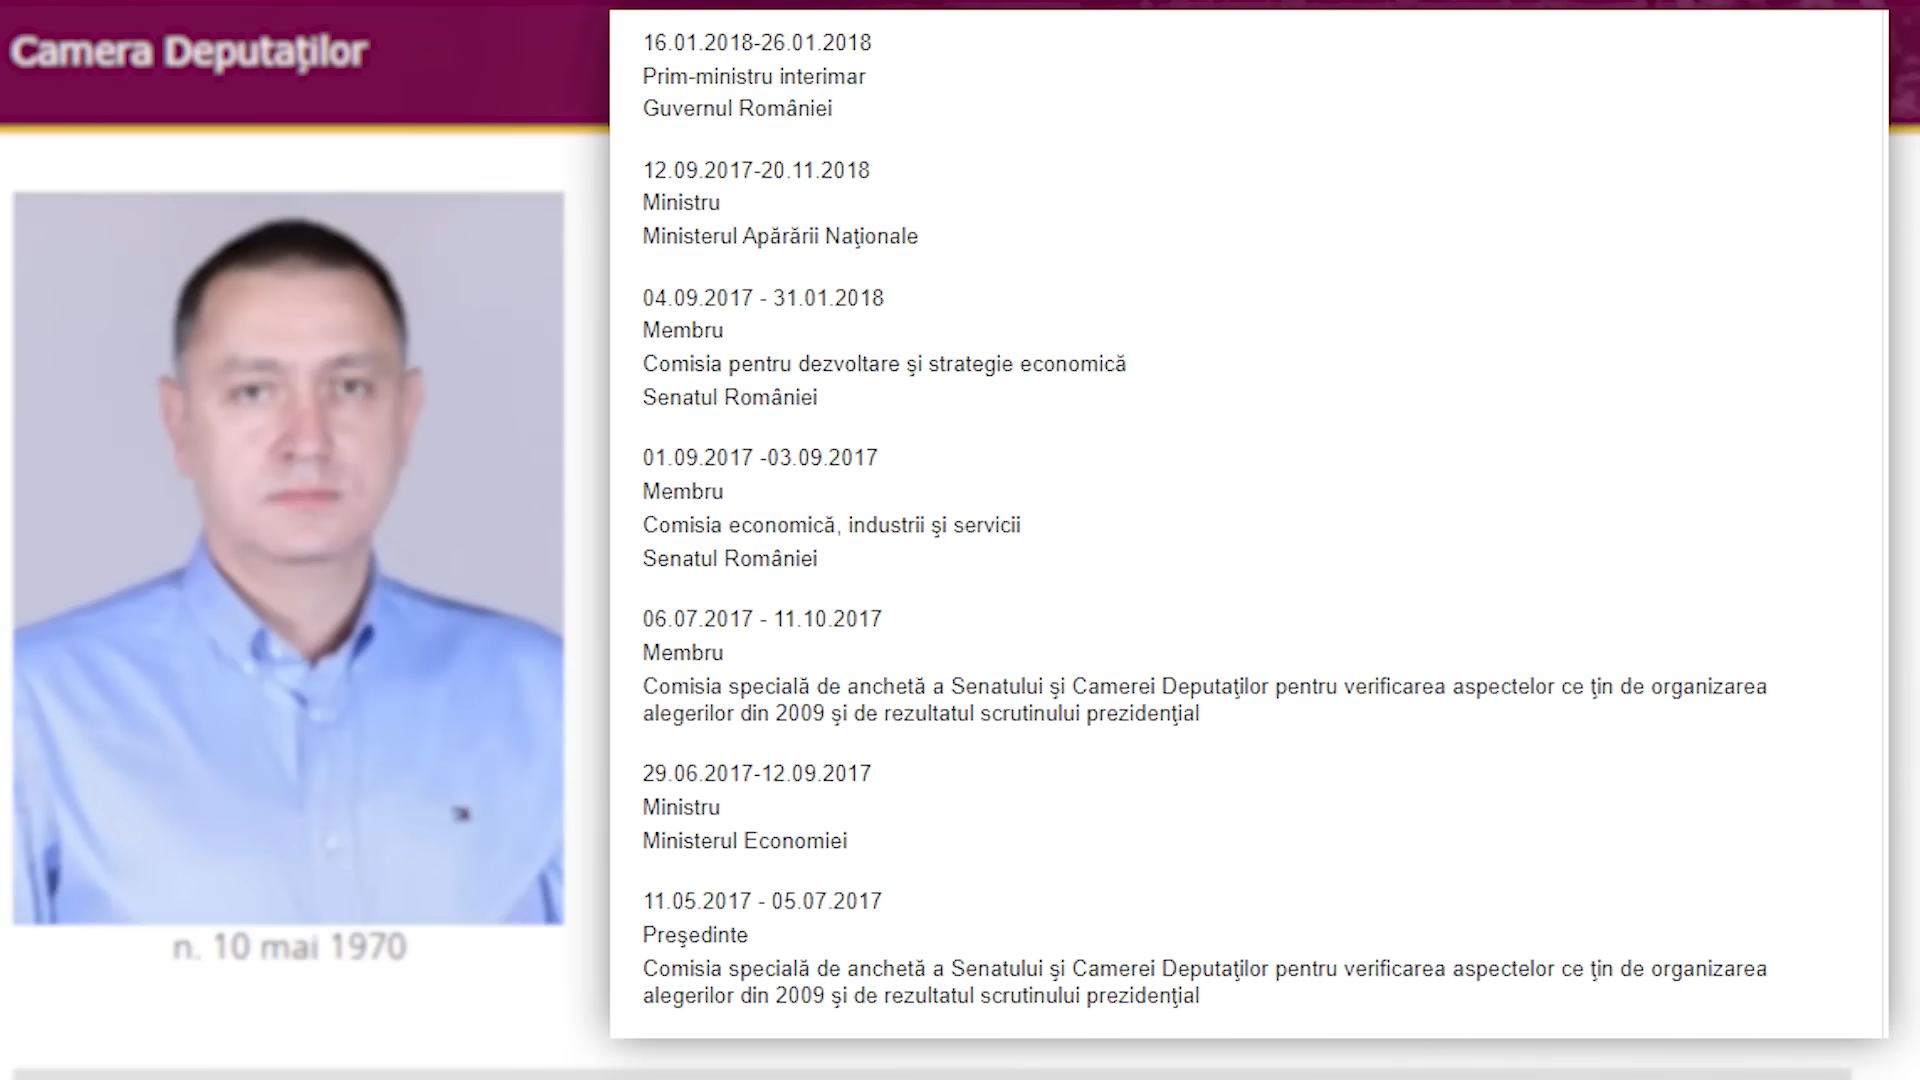 Camera Deputaţilor
n. 10 mai 1970
16.01.2018-26.01.2018
Prim-ministru interimar
Guvernul României
12.09.2017-20.11.2018
Ministru
Ministerul Apărării Naţionale
04.09.2017 - 31.01.2018
Membru
Comisia pentru dezvoltare şi strategie economică
Senatul României
01.09.2017 -03.09.2017
Membru
Comisia economică, industrii şi servicii
Senatul României
06.07.2017 - 11.10.2017
Membru
Comisia specială de anchetă a Senatului şi Camerei Deputaţilor pentru verificarea aspectelor ce ţin de organizarea
alegerilor din 2009 şi de rezultatul scrutinului prezidenţial
29.06.2017-12.09.2017
Ministru
Ministerul Economiei
11.05.2017 - 05.07.2017
Preşedinte
Comisia specială de anchetă a Senatului şi Camerei Deputaţilor pentru verificarea aspectelor ce ţin de organizarea
alegerilor din 2009 şi de rezultatul scrutinului prezidenţial